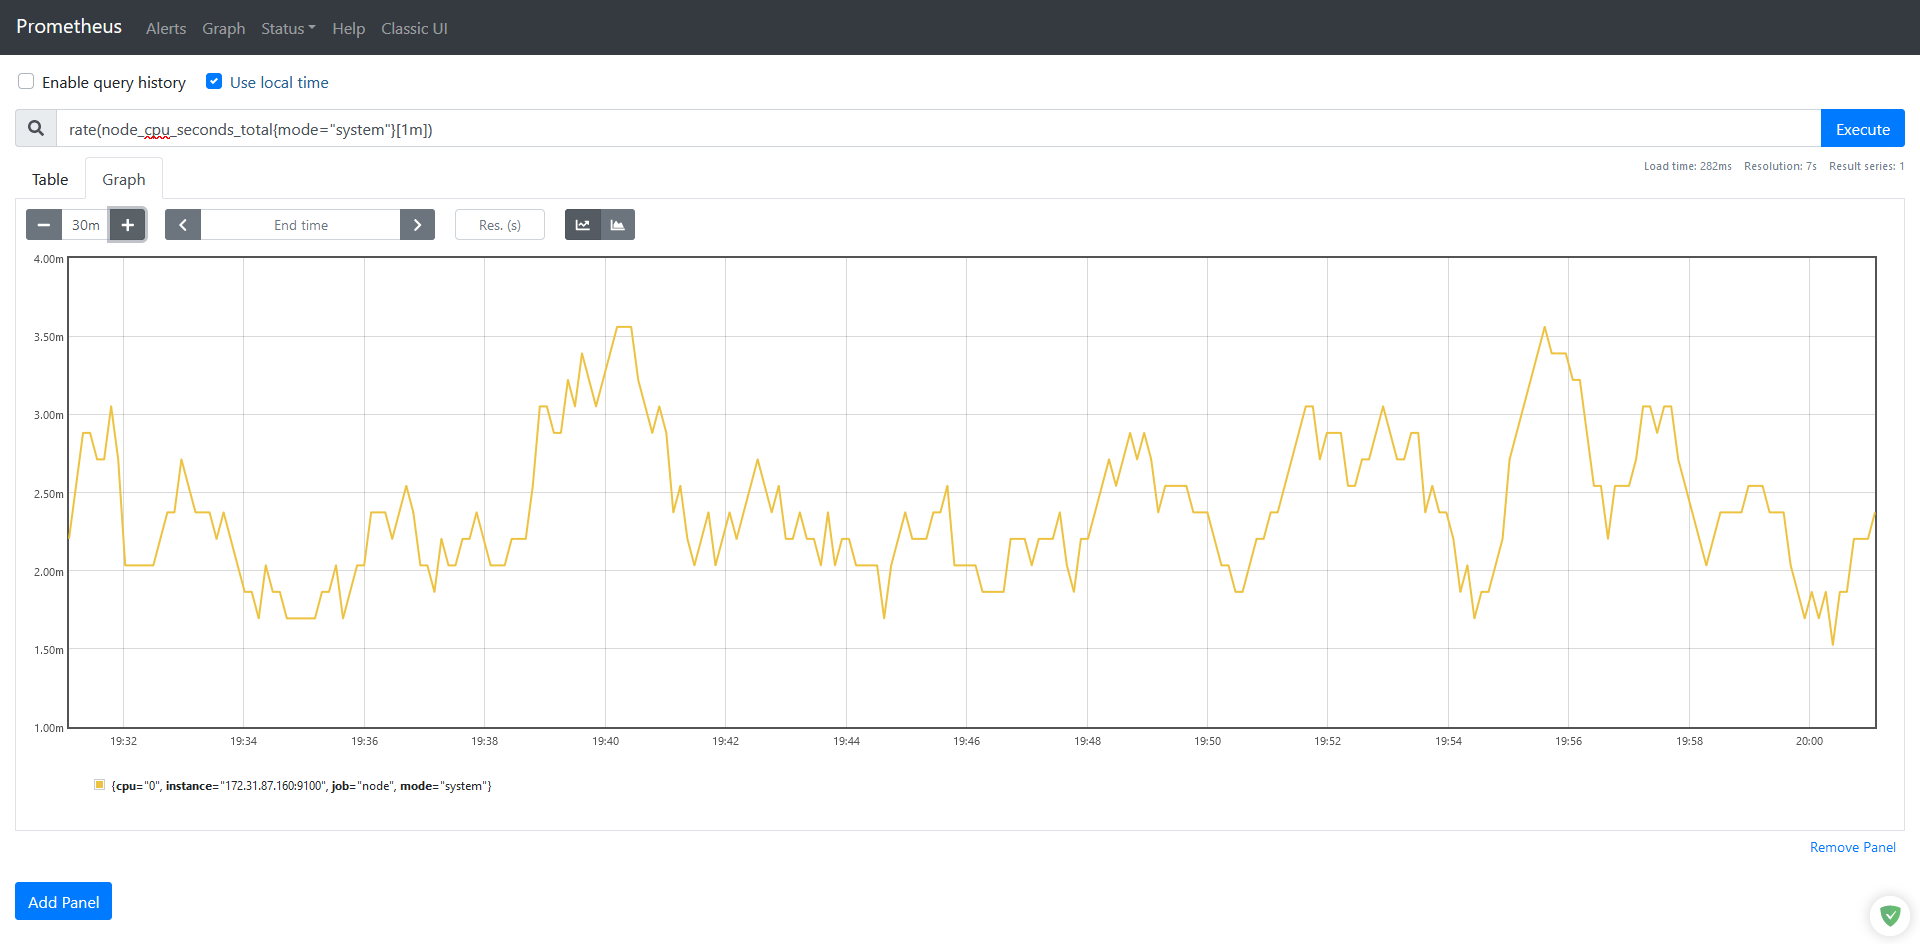 Prometheus Alerts Graph Status Help Classic UI
Enable query history Use local time
rate(node_cpu_seconds_total{mode="system"}[1m]) Execute
Load time: 282ms Resolution: 7s Result series: 1
Table Graph
30m End time Res. (s)
4.00m
3.50m
3.00m
2.50m
2.00m
1.50m
1.00m
19:32 19:34 19:36 19:38 19:40 19:42 19:44 19:46 19:48 19:50 19:52 19:54 19:56 19:58 20:00
{cpu="0", instance="172.31.87.160:9100", job="node", mode="system"}
Remove Panel
Add Panel